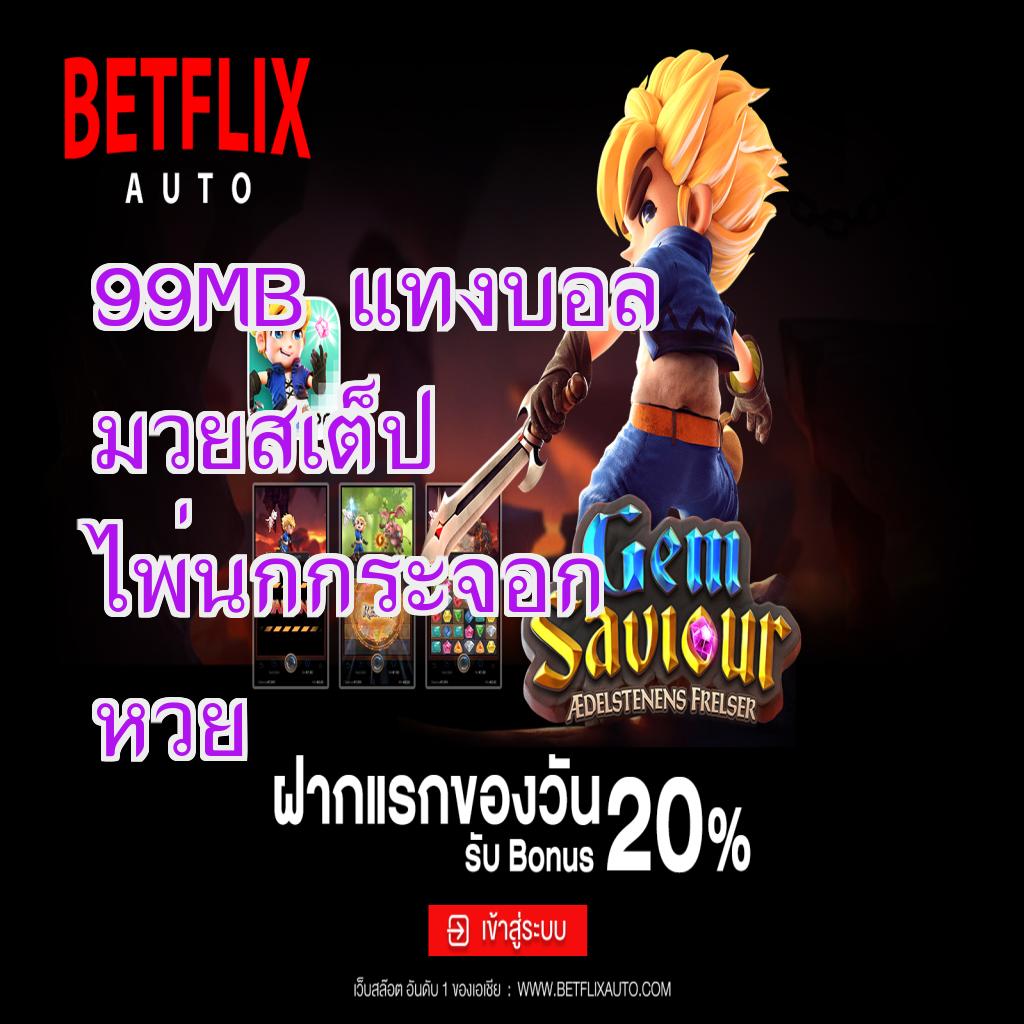 BETFLIX
AUTO
99MB แทงบอล
มวยสเต็ป
ไพ่นกกระจอก
หวย
Gem
Saviour
ÆDELSTENENS FRELSER
ฝากแรกของวัน
รับ Bonus 20%
เข้าสู่ระบบ
เว็บสล๊อต อันดับ 1 ของเอเชีย : WWW.BETFLIXAUTO.COM